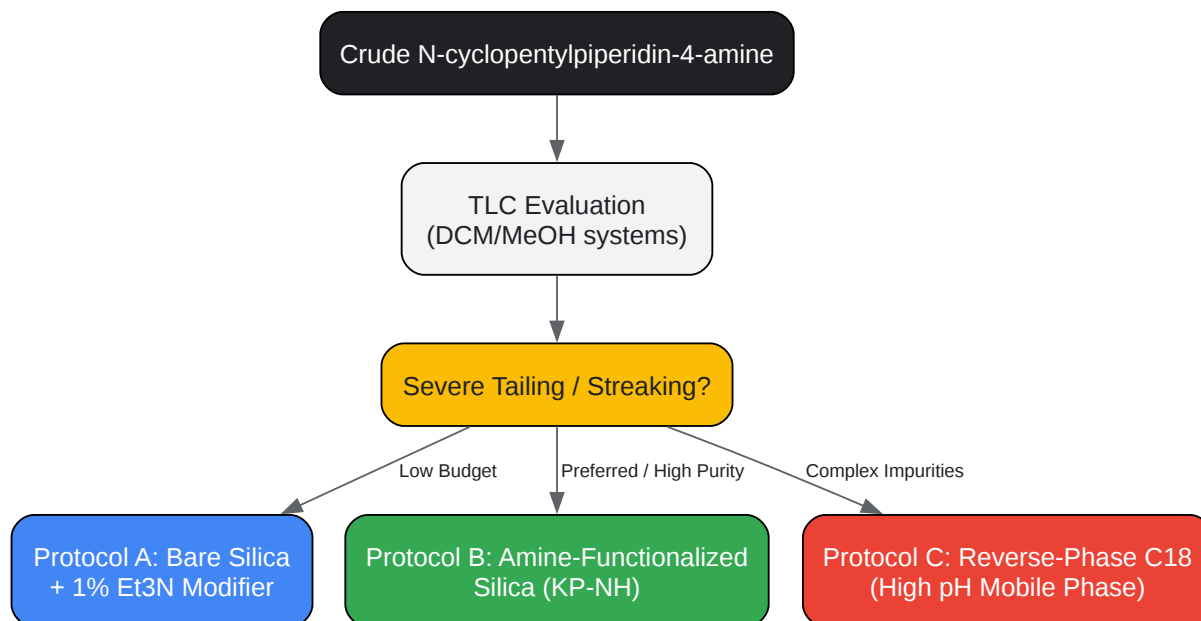 Crude N-cyclopentylpiperidin-4-amine
TLC Evaluation
(DCM/MeOH systems)
Severe Tailing / Streaking?
Low Budget
Preferred / High Purity
Complex Impurities
Protocol A: Bare Silica
+ 1% Et3N Modifier
Protocol B: Amine-Functionalized
Silica (KP-NH)
Protocol C: Reverse-Phase C18
(High pH Mobile Phase)